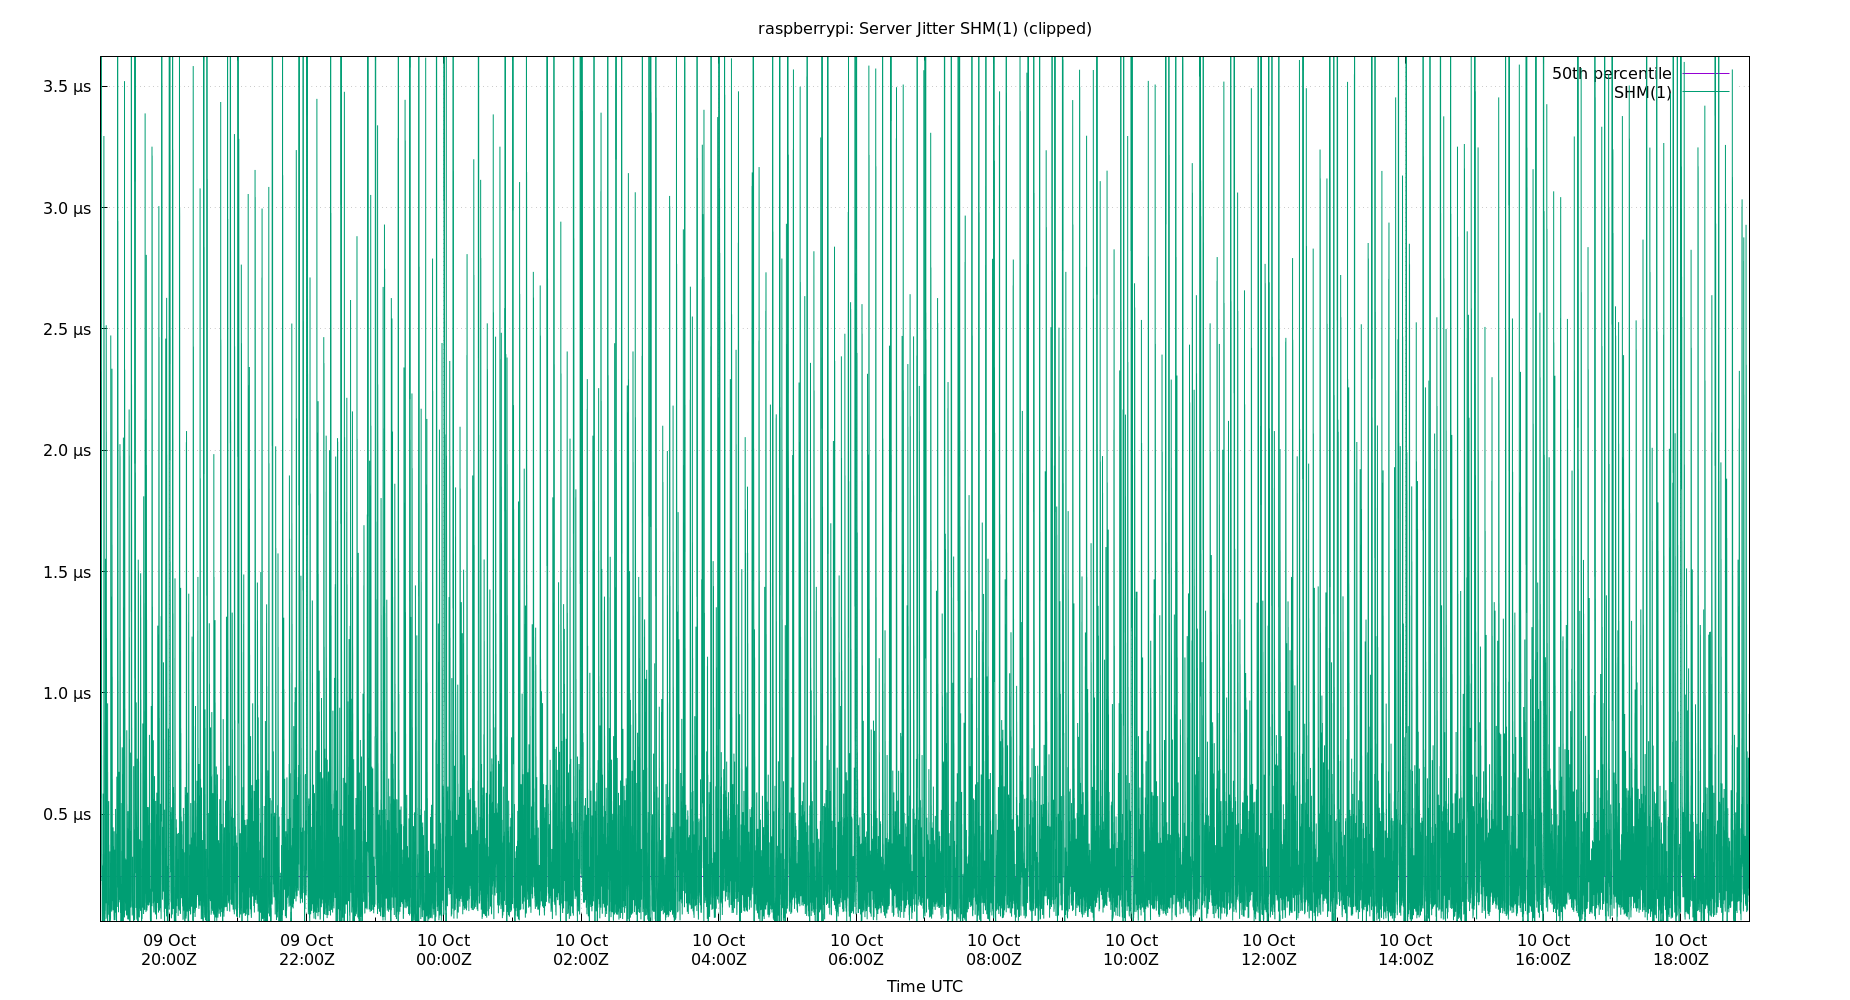 raspberrypi: Server Jitter SHM(1) (clipped)
50th percentile
SHM(1)
3.5 µs
3.0 µs
2.5 µs
2.0 µs
1.5 µs
1.0 µs
0.5 µs
09 Oct 09 Oct 10 Oct 10 Oct 10 Oct 10 Oct 10 Oct 10 Oct 10 Oct 10 Oct 10 Oct 10 Oct
20:00Z 22:00Z 00:00Z 02:00Z 04:00Z 06:00Z 08:00Z 10:00Z 12:00Z 14:00Z 16:00Z 18:00Z
Time UTC